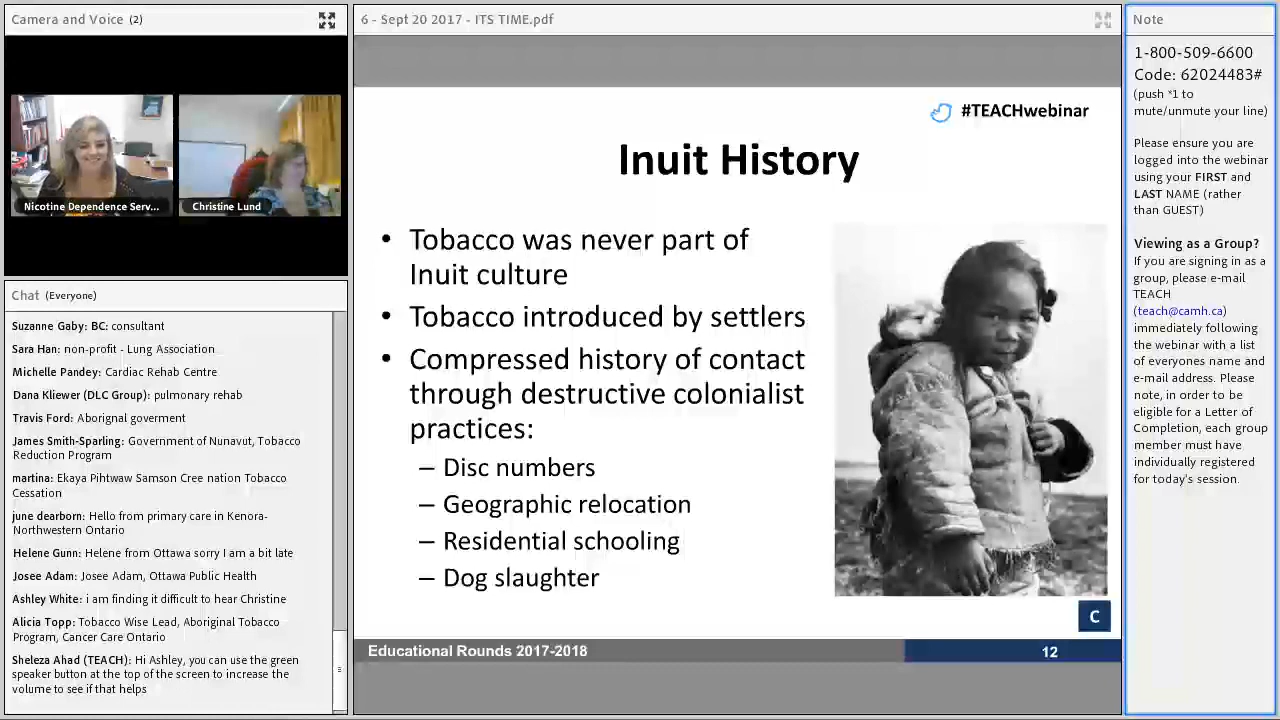 Camera and Voice (2)
Nicotine Dependence Serv...
Christine Lund
Chat (Everyone)
Suzanne Gaby: BC: consultant
Sara Han: non-profit - Lung Association
Michelle Pandey: Cardiac Rehab Centre
Dana Kliewer (DLC Group): pulmonary rehab
Travis Ford: Aboriginal goverment
James Smith-Sparling: Government of Nunavut, Tobacco
Reduction Program
martina: Ekaya Pihtwaw Samson Cree nation Tobacco
Cessation
june dearborn: Hello from primary care in Kenora-
Northwestern Ontario
Helene Gunn: Helene from Ottawa sorry I am a bit late
Josee Adam: Josee Adam, Ottawa Public Health
Ashley White: i am finding it difficult to hear Christine
Alicia Topp: Tobacco Wise Lead, Aboriginal Tobacco
Program, Cancer Care Ontario
Sheleza Ahad (TEACH): Hi Ashley, you can use the green
speaker button at the top of the screen to increase the
volume to see if that helps
6 - Sept 20 2017 - ITS TIME.pdf
#TEACHwebinar
Inuit History
• Tobacco was never part of
Inuit culture
• Tobacco introduced by settlers
• Compressed history of contact
through destructive colonialist
practices:
– Disc numbers
– Geographic relocation
– Residential schooling
– Dog slaughter
C
Educational Rounds 2017-2018
12
Note
1-800-509-6600
Code: 62024483#
(push *1 to
mute/unmute your line)
Please ensure you are
logged into the webinar
using your FIRST and
LAST NAME (rather
than GUEST)
Viewing as a Group?
If you are signing in as a
group, please e-mail
TEACH
(teach@camh.ca)
immediately following
the webinar with a list
of everyones name and
e-mail address. Please
note, in order to be
eligible for a Letter of
Completion, each group
member must have
individually registered
for today's session.